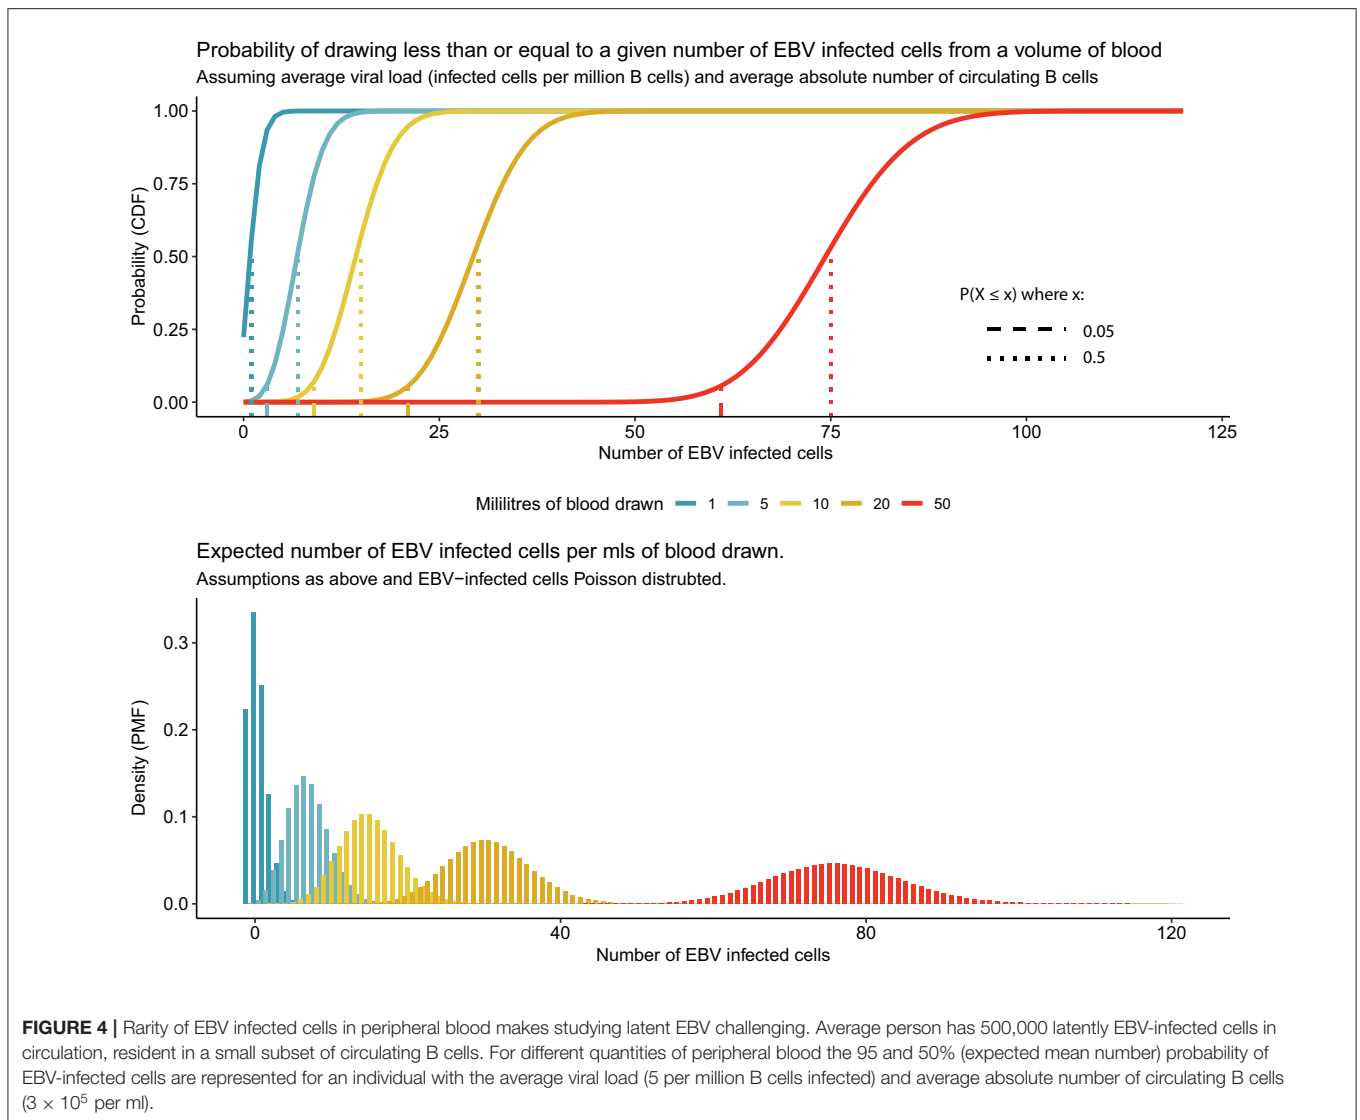 Probability of drawing less than or equal to a given number of EBV infected cells from a volume of blood
Assuming average viral load (infected cells per million B cells) and average absolute number of circulating B cells
1.00
0.75
0.50
0.25
0.00
Probability (CDF)
P(X ≤ x) where x:
0.05
0.5
0 25 50 75 100 125
Number of EBV infected cells
Mililitres of blood drawn 1 5 10 20 50
Expected number of EBV infected cells per mls of blood drawn.
Assumptions as above and EBV−infected cells Poisson distrubted.
0.3
0.2
0.1
0.0
Density (PMF)
0 40 80 120
Number of EBV infected cells
FIGURE 4 | Rarity of EBV infected cells in peripheral blood makes studying latent EBV challenging. Average person has 500,000 latently EBV-infected cells in
circulation, resident in a small subset of circulating B cells. For different quantities of peripheral blood the 95 and 50% (expected mean number) probability of
EBV-infected cells are represented for an individual with the average viral load (5 per million B cells infected) and average absolute number of circulating B cells
(3 × 10⁵ per ml).